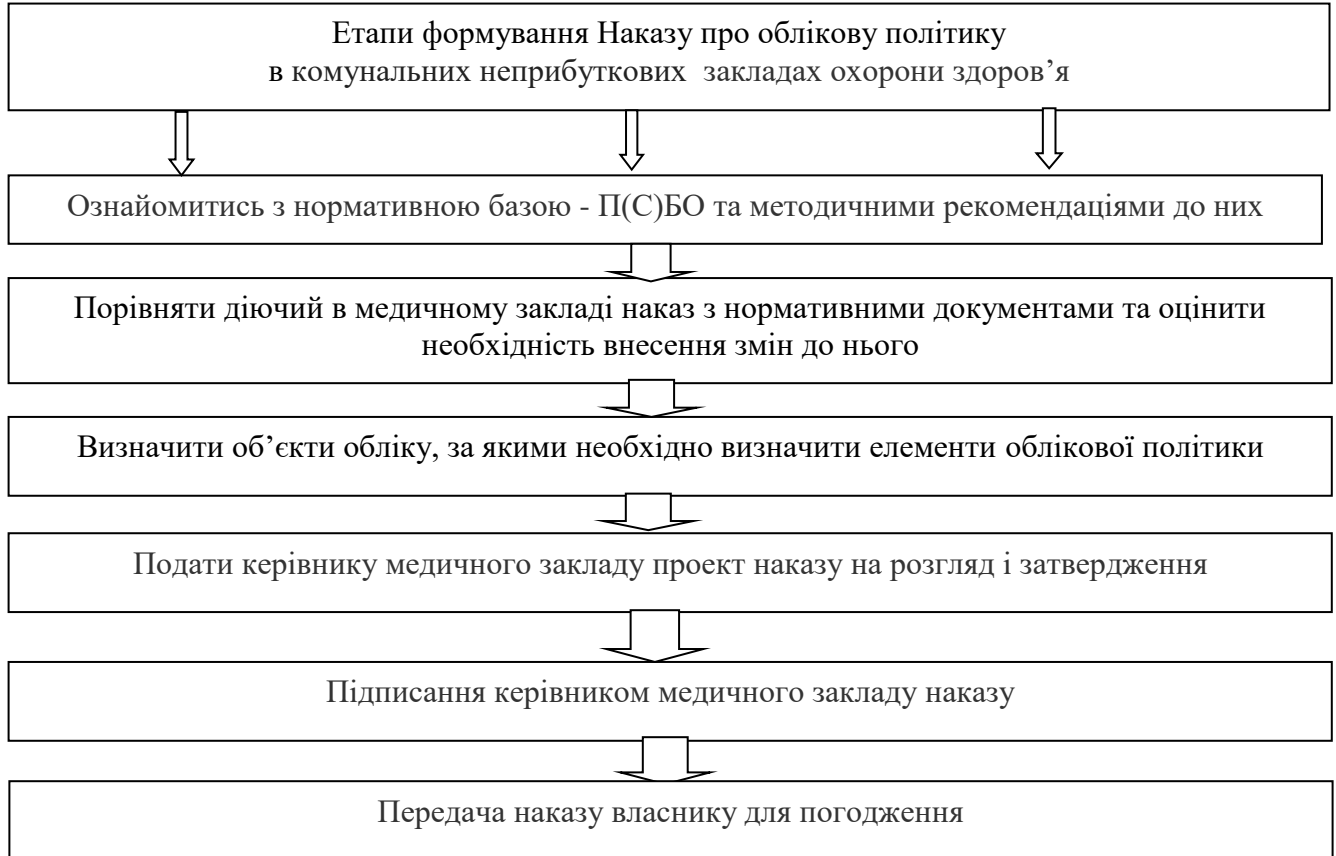 Етапи формування Наказу про облікову політику
в комунальних неприбуткових закладах охорони здоров’я
Ознайомитись з нормативною базою - П(С)БО та методичними рекомендаціями до них
Порівняти діючий в медичному закладі наказ з нормативними документами та оцінити
необхідність внесення змін до нього
Визначити об’єкти обліку, за якими необхідно визначити елементи облікової політики
Подати керівнику медичного закладу проект наказу на розгляд і затвердження
Підписання керівником медичного закладу наказу
Передача наказу власнику для погодження